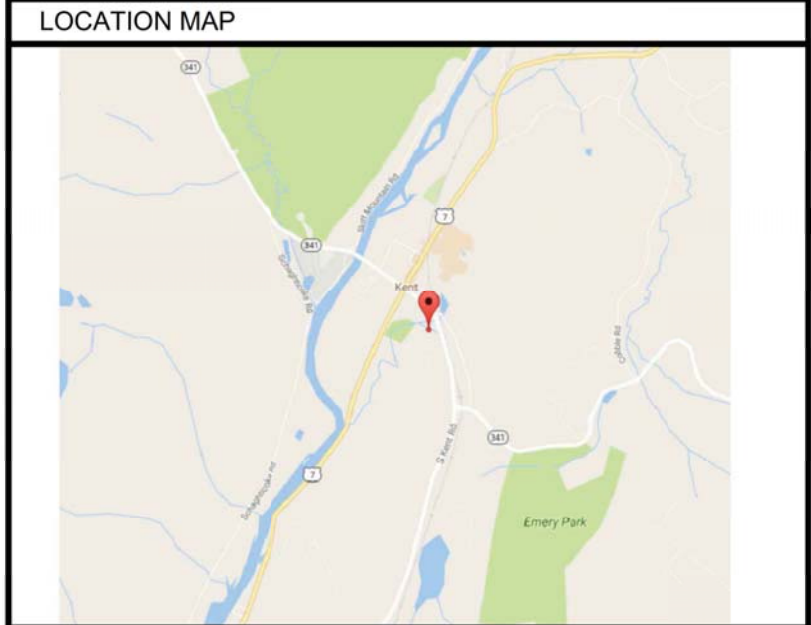 LOCATION MAP
341
Skiff Mountain Rd
7
341
Schaghticoke Rd
Kent
Cobble Rd
S Kent Rd
341
7
Schaghticoke Rd
Emery Park